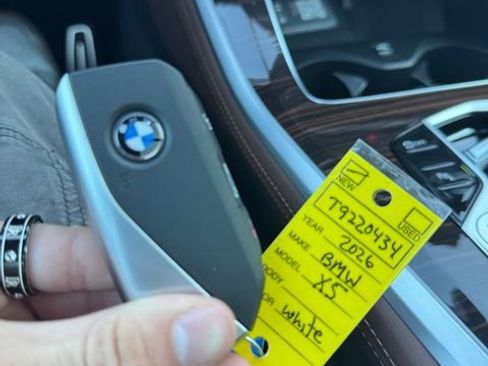 NEW
USED
T9220434
YEAR 2026
MAKE BMW
MODEL X5
BODY
OR White